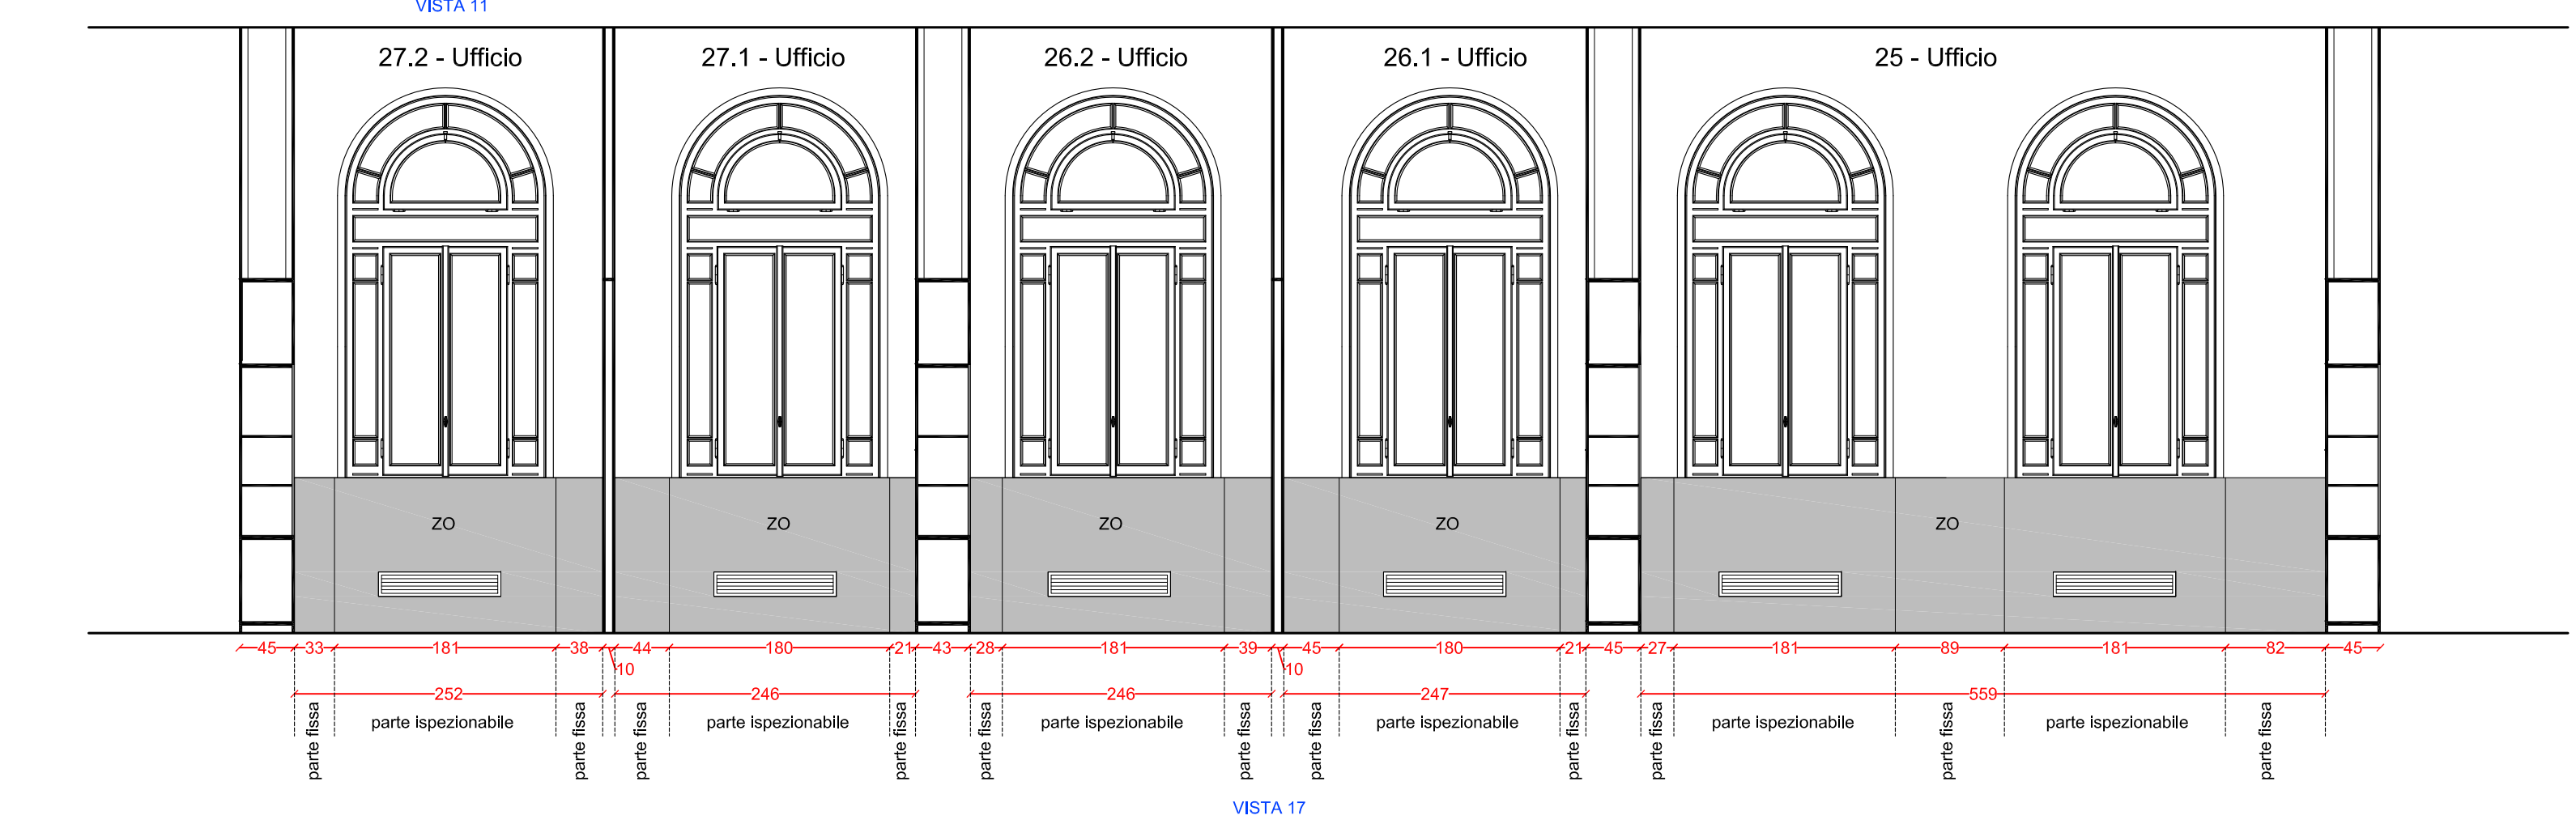 VISTA 11
27.2 - Ufficio
27.1 - Ufficio
26.2 - Ufficio
26.1 - Ufficio
25 - Ufficio
ZO
ZO
ZO
ZO
ZO
45 33 181 38 44 180 21 43 28 181 39 45 180 21 45 27 181 89 181 82 45
10 10
252 246 246 247 559
parte fissa
parte ispezionabile
parte fissa
parte fissa
parte ispezionabile
parte fissa
parte fissa
parte ispezionabile
parte fissa
parte fissa
parte ispezionabile
parte fissa
parte fissa
parte ispezionabile
parte fissa
parte ispezionabile
parte fissa
VISTA 17